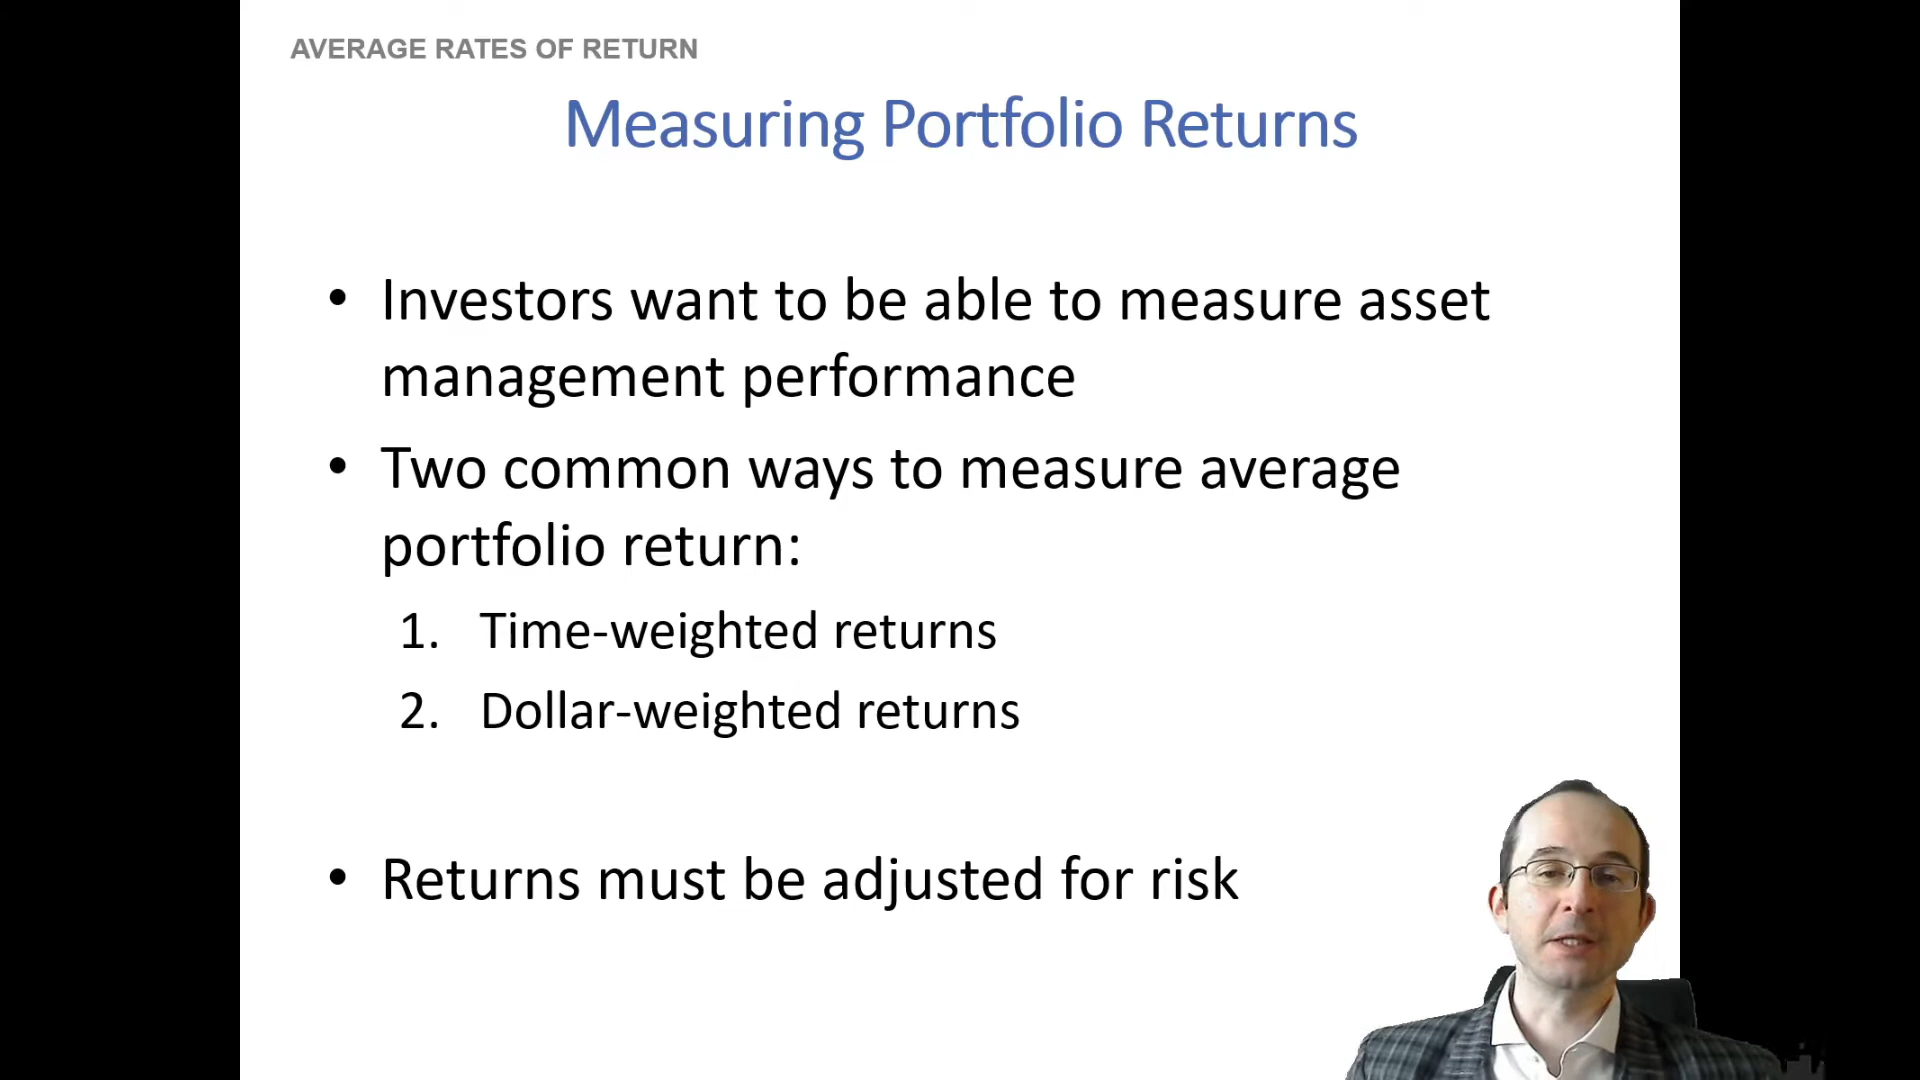 AVERAGE RATES OF RETURN
Measuring Portfolio Returns
• Investors want to be able to measure asset
management performance
• Two common ways to measure average
portfolio return:
1. Time-weighted returns
2. Dollar-weighted returns
• Returns must be adjusted for risk